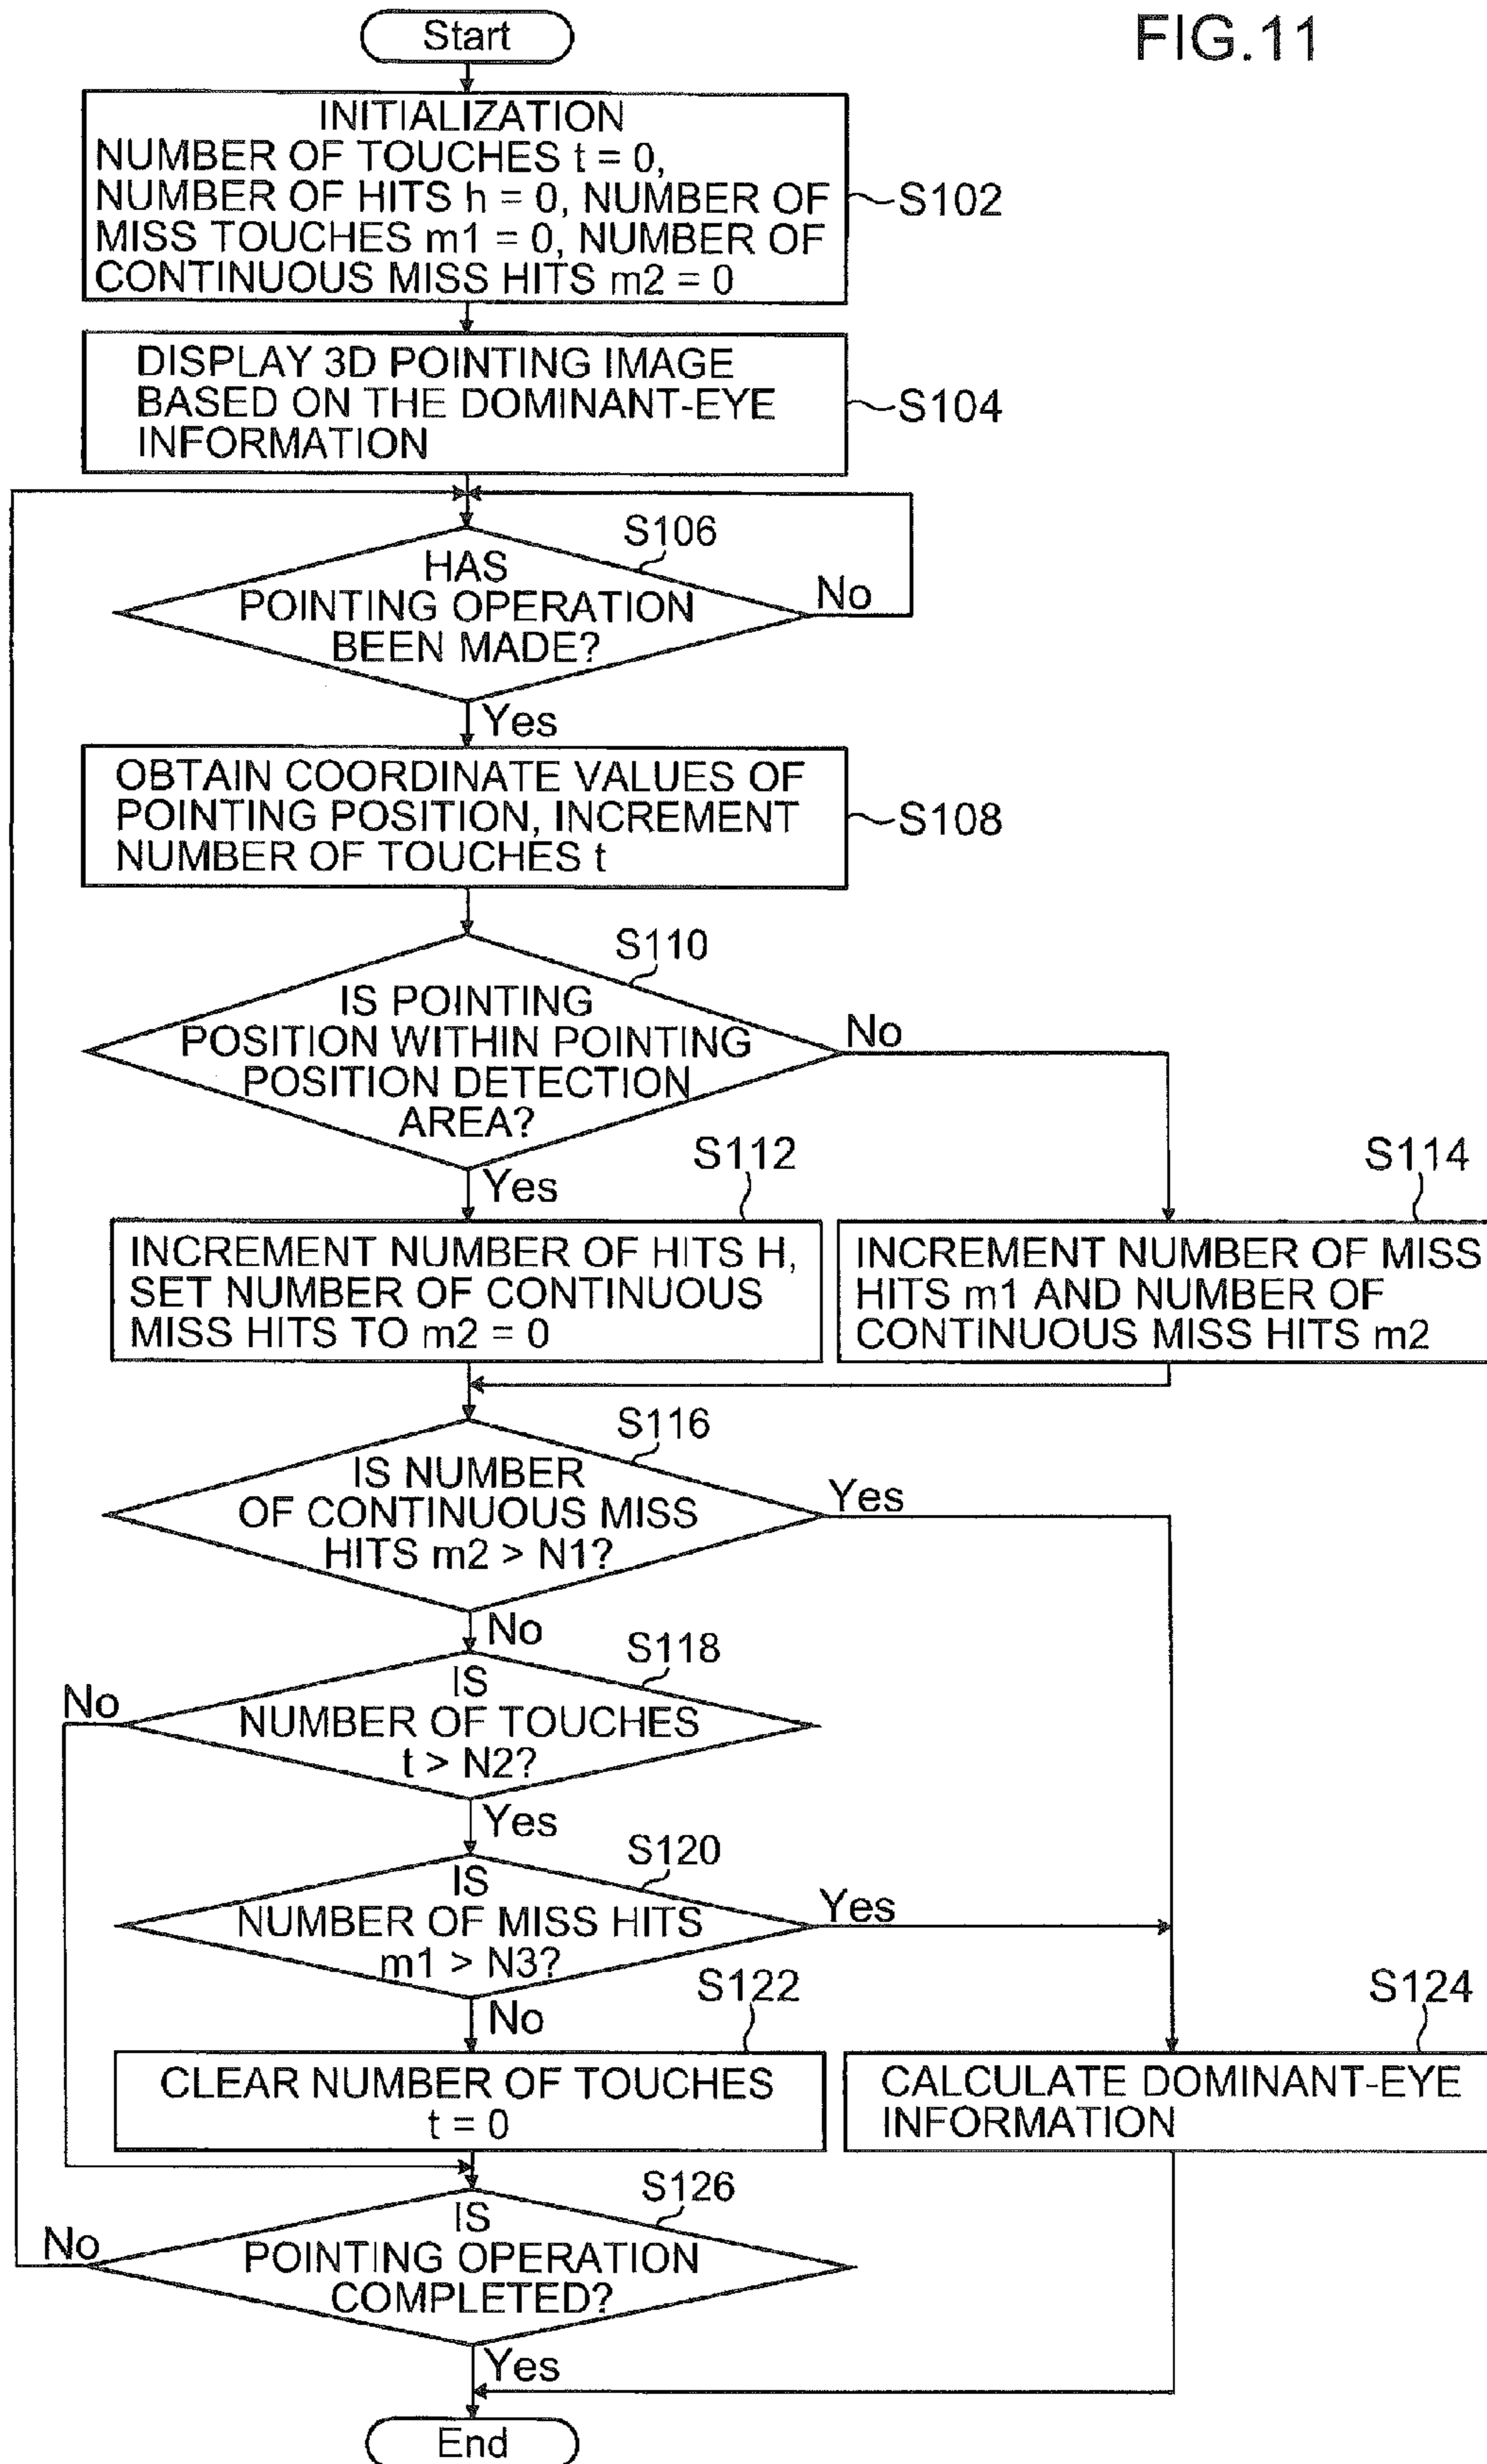 FIG.11
Start
INITIALIZATION
NUMBER OF TOUCHES t = 0,
NUMBER OF HITS h = 0, NUMBER OF
MISS TOUCHES m1 = 0, NUMBER OF
CONTINUOUS MISS HITS m2 = 0
S102
DISPLAY 3D POINTING IMAGE
BASED ON THE DOMINANT-EYE
INFORMATION
S104
S106
HAS
POINTING OPERATION
BEEN MADE?
No
Yes
OBTAIN COORDINATE VALUES OF
POINTING POSITION, INCREMENT
NUMBER OF TOUCHES t
S108
S110
IS POINTING
POSITION WITHIN POINTING
POSITION DETECTION
AREA?
No
Yes
S112
INCREMENT NUMBER OF HITS H,
SET NUMBER OF CONTINUOUS
MISS HITS TO m2 = 0
S114
INCREMENT NUMBER OF MISS
HITS m1 AND NUMBER OF
CONTINUOUS MISS HITS m2
S116
IS NUMBER
OF CONTINUOUS MISS
HITS m2 > N1?
Yes
No
S118
IS
NUMBER OF TOUCHES
t > N2?
No
Yes
S120
IS
NUMBER OF MISS HITS
m1 > N3?
Yes
No
S122
CLEAR NUMBER OF TOUCHES
t = 0
S124
CALCULATE DOMINANT-EYE
INFORMATION
S126
IS
POINTING OPERATION
COMPLETED?
No
Yes
End